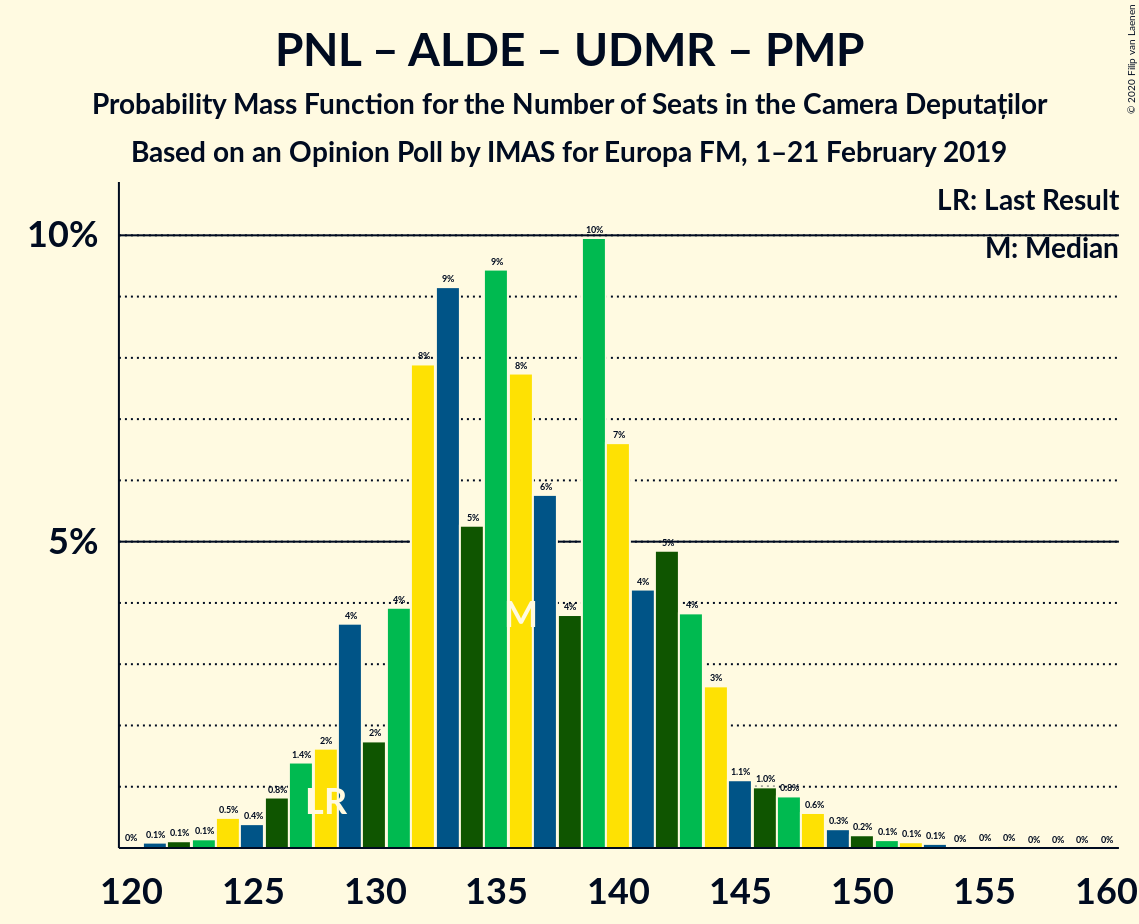 © 2020 Filip van Laenen
PNL – ALDE – UDMR – PMP
Probability Mass Function for the Number of Seats in the Camera Deputaților
Based on an Opinion Poll by IMAS for Europa FM, 1–21 February 2019
LR: Last Result
M: Median
10%
5%
0% 0.1% 0.1% 0.1% 0.5% 0.4% 0.8% 1.4% 2% 4% 2% 4% 8% 9% 5% 9% 8% 6% 4% 10% 7% 4% 5% 4% 3% 1.1% 1.0% 0.8% 0.6% 0.3% 0.2% 0.1% 0.1% 0.1% 0% 0% 0% 0% 0% 0% 0%
M
LR
120 125 130 135 140 145 150 155 160